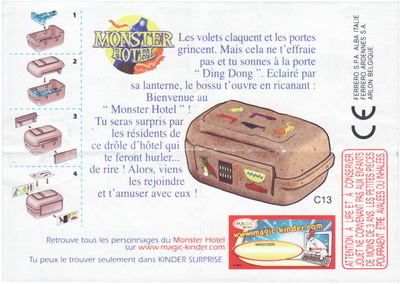 1
2
3
4
MONSTER
HOTEL
Les volets claquent et les portes
grincent. Mais cela ne t'effraie
pas et tu sonnes à la porte
" Ding Dong ". Eclairé par
sa lanterne, le bossu t'ouvre en ricanant :
Bienvenue au
" Monster Hotel " !
Tu seras surpris par
les résidents de
ce drôle d'hôtel qui
te feront hurler...
de rire ! Alors, viens
les rejoindre
et t'amuser avec eux !
C13
MAGIC
www.magic-kinder.com
MAGICODE
Retrouve tous les personnages du Monster Hotel
sur www.magic-kinder.com
Tu peux le trouver seulement dans KINDER SURPRISE.
FERRERO S.P.A. ALBA ITALIE
FERRERO ARDENNES S.A.
ARLON BELGIQUE
CE
ATTENTION : A LIRE ET A CONSERVER.
JOUET NE CONVENANT PAS AUX ENFANTS
DE MOINS DE 3 ANS. LES PETITES PIECES
POURRAIENT ETRE AVALÉES OU INHALÉES.